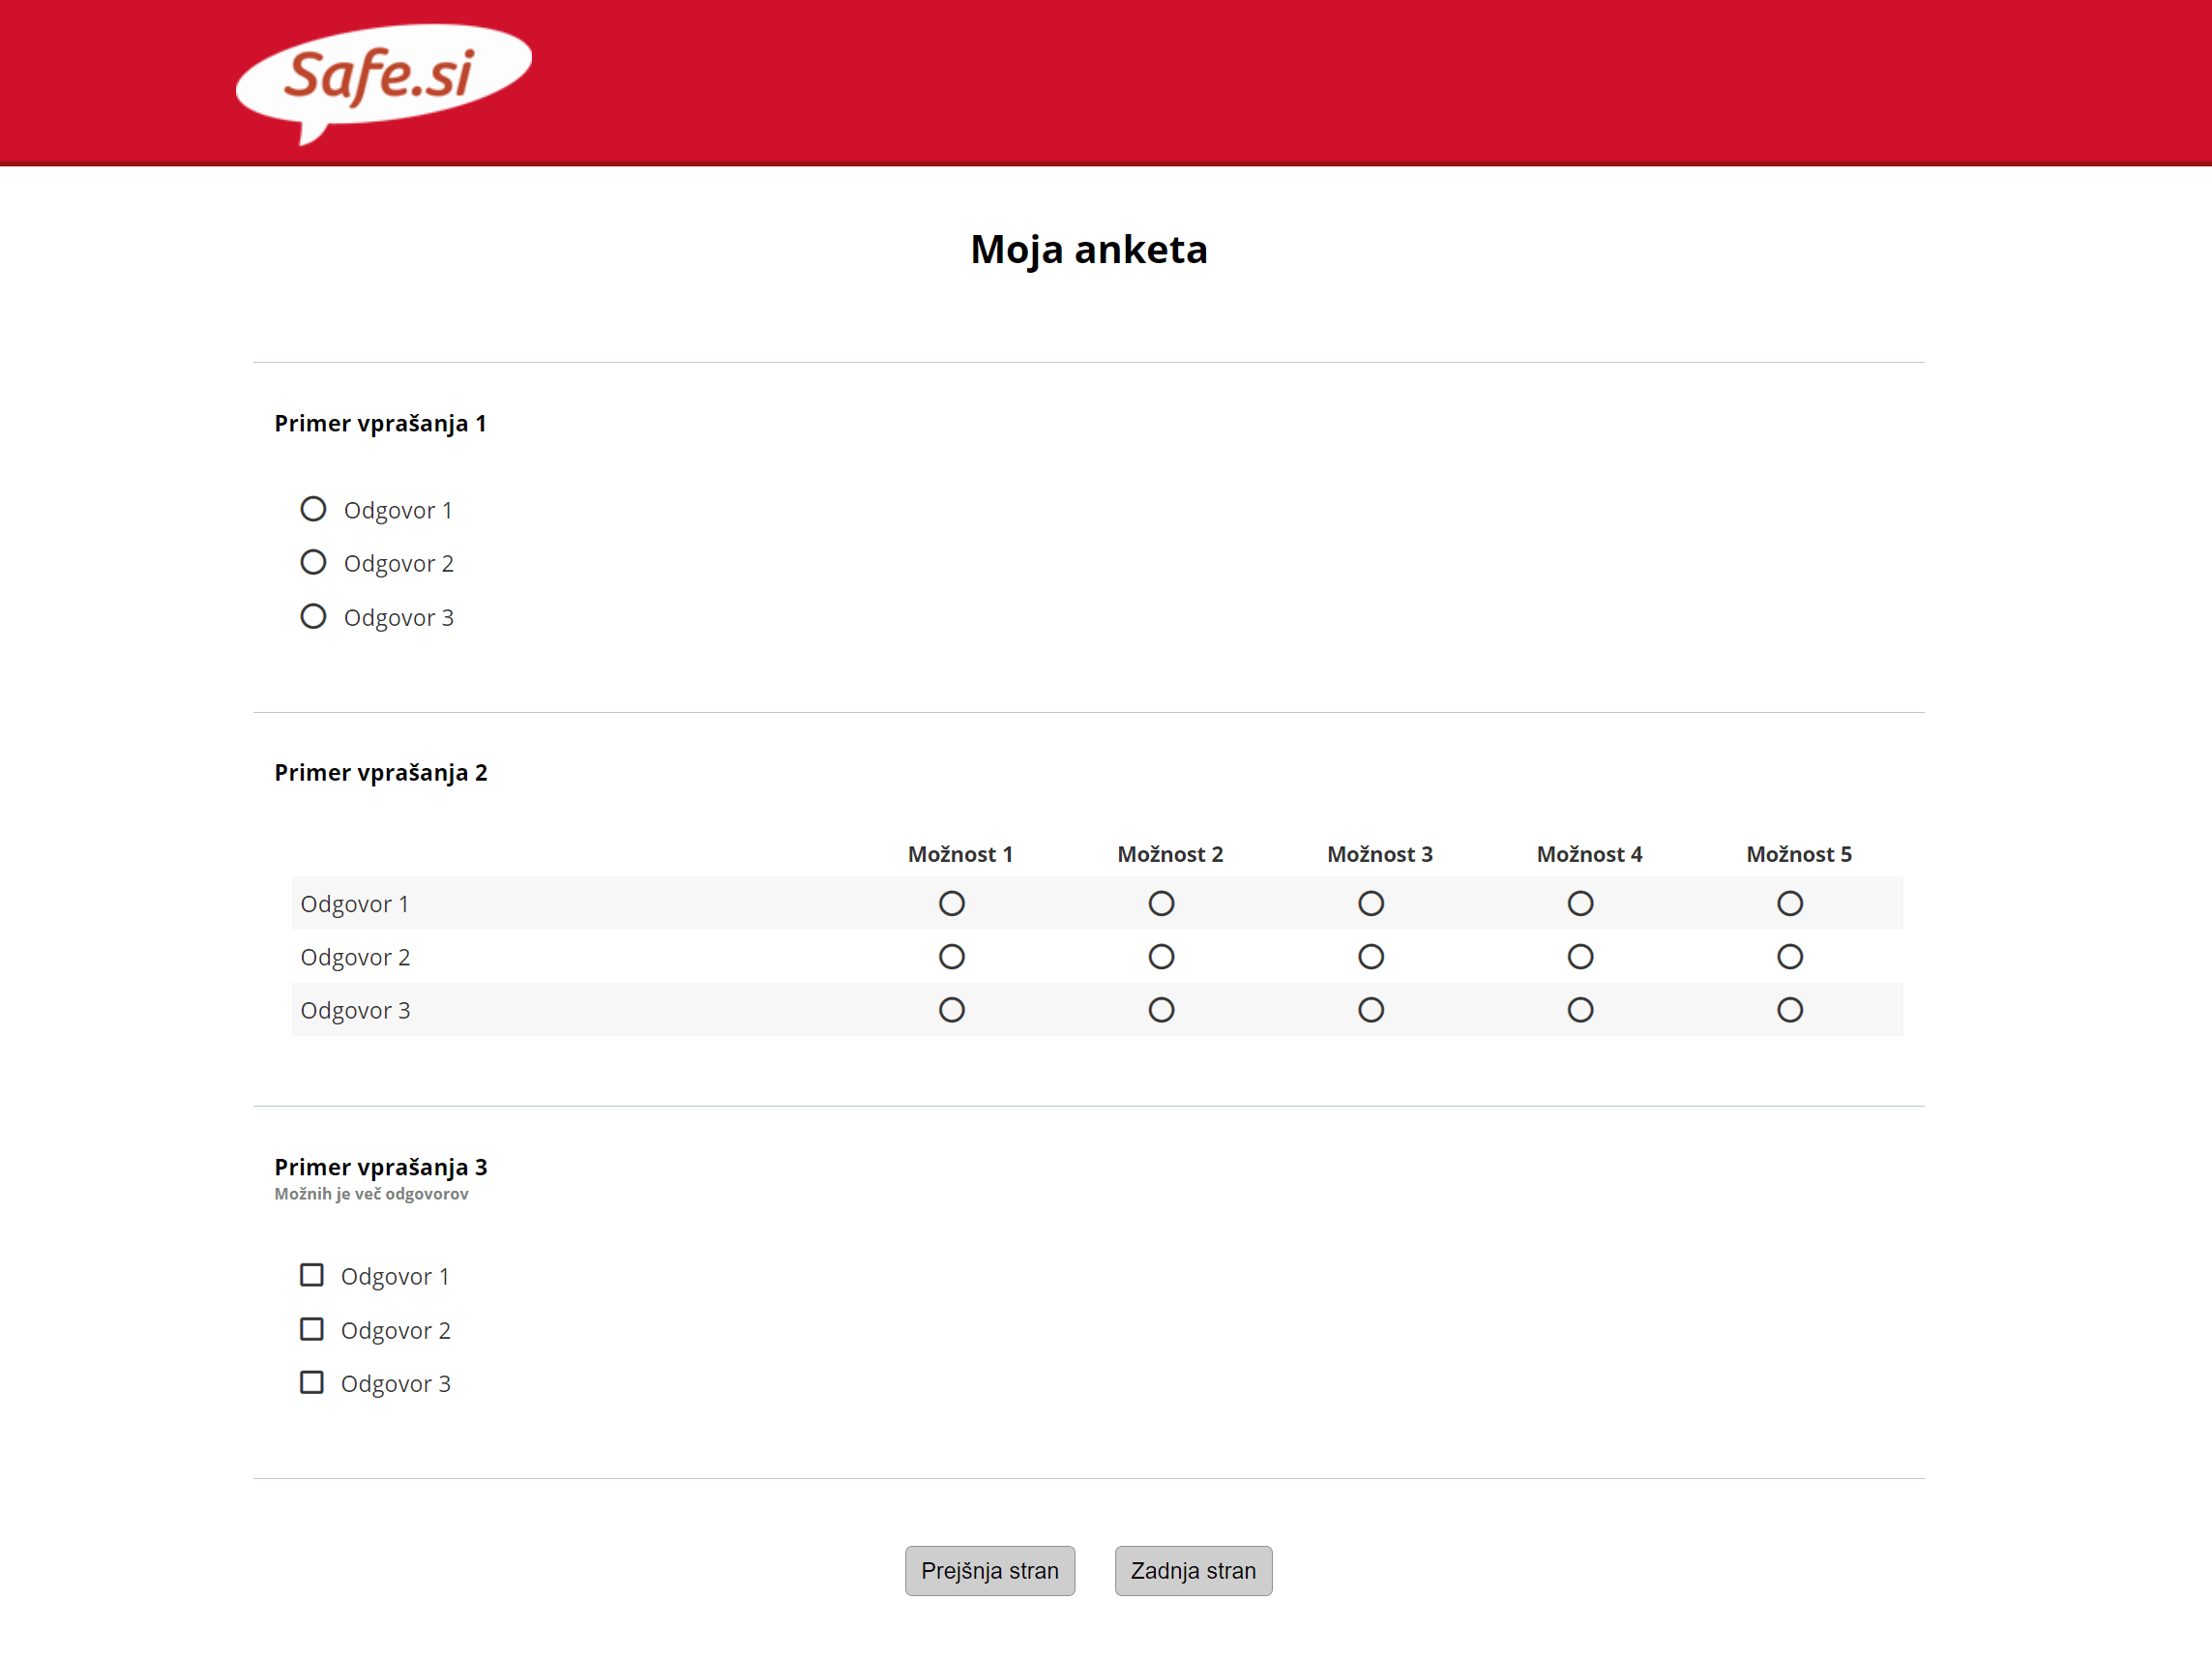 Safe.si
Moja anketa
Primer vprašanja 1
Odgovor 1
Odgovor 2
Odgovor 3
Primer vprašanja 2
Možnost 1 Možnost 2 Možnost 3 Možnost 4 Možnost 5
Odgovor 1
Odgovor 2
Odgovor 3
Primer vprašanja 3
Možnih je več odgovorov
Odgovor 1
Odgovor 2
Odgovor 3
Prejšnja stran Zadnja stran